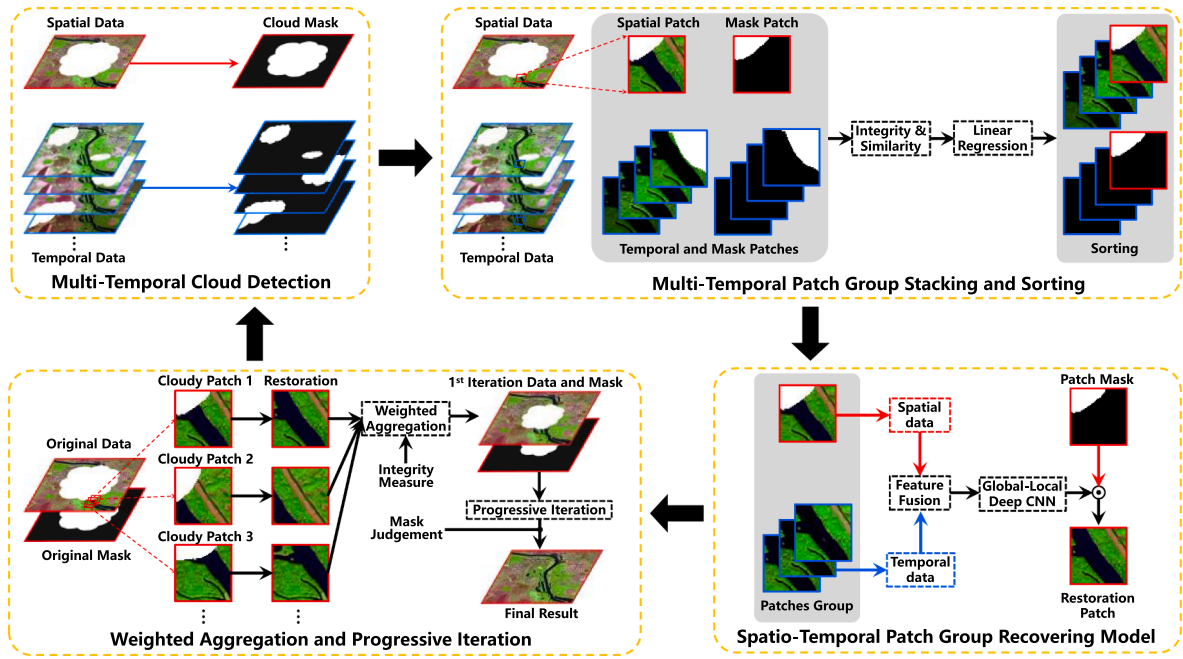 Spatial Data
Cloud Mask
Temporal Data
Multi-Temporal Cloud Detection
Spatial Data
Spatial Patch
Mask Patch
Integrity &
Similarity
Linear
Regression
Temporal Data
Temporal and Mask Patches
Sorting
Multi-Temporal Patch Group Stacking and Sorting
Cloudy Patch 1
Restoration
1st Iteration Data and Mask
Original Data
Weighted
Aggregation
Cloudy Patch 2
Integrity
Measure
Progressive Iteration
Mask
Judgement
Original Mask
Cloudy Patch 3
Final Result
Weighted Aggregation and Progressive Iteration
Patch Mask
Spatial
data
Feature
Fusion
Global-Local
Deep CNN
Temporal
data
Patches Group
Restoration
Patch
Spatio-Temporal Patch Group Recovering Model